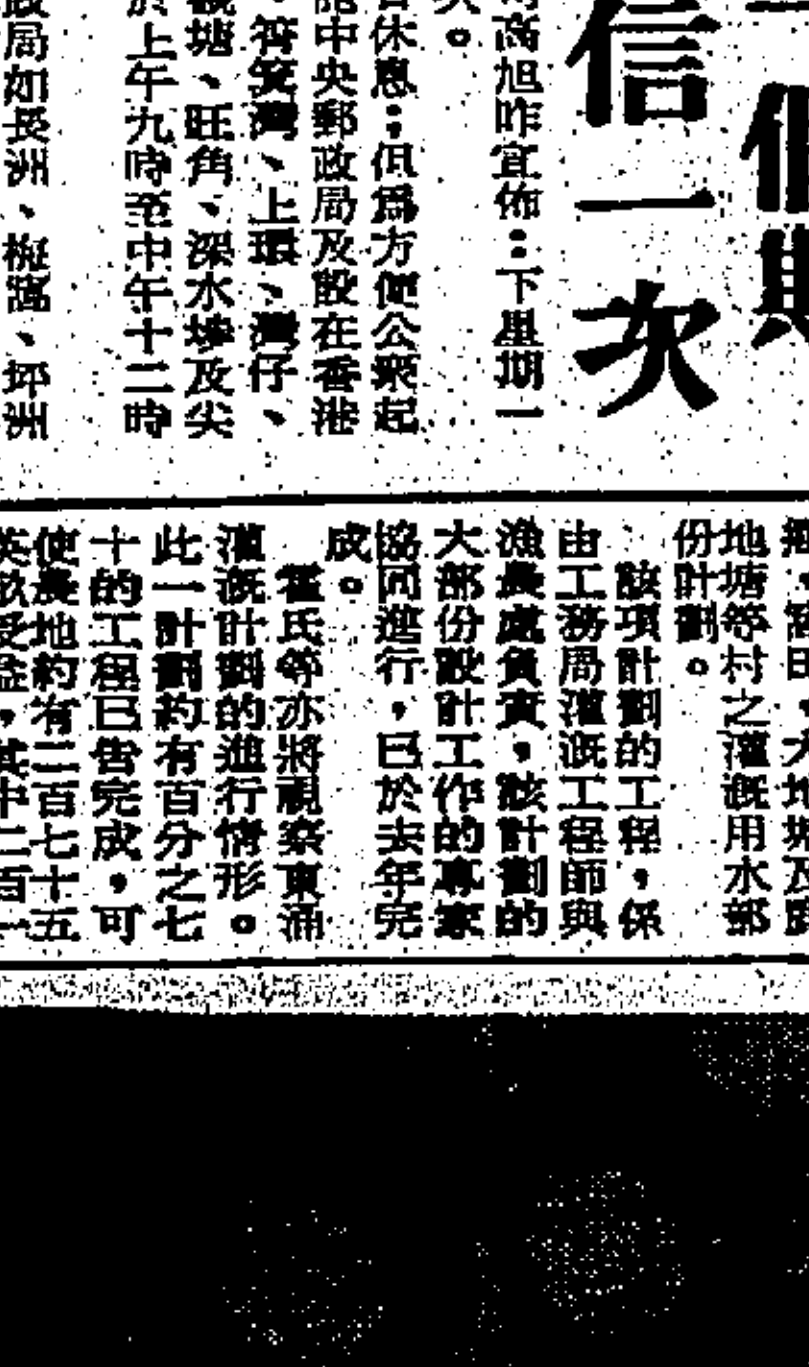 期
信一次
高旭昨宣佈：下星期一
。
休息；但爲方便公衆起
中央郵政局及設在香港
、筲箕灣、上環、灣仔、
塘、旺角、深水埗及尖
於上午九時至中午十二時
政局如長洲、梅窩、坪洲
地塘等村之灌溉用水部
份計劃。
該項計劃的工程，係
由工務局灌溉工程師與
漁農處負責，該計劃的
大部份設計工作的專家
協同進行，已於去年完
成。
霍氏等亦將視察東涌
灌溉計劃的進行情形。
此一計劃約有百分之七
十的工程已告完成，可
使農地約有二百七十五
英畝受益，其中二百一